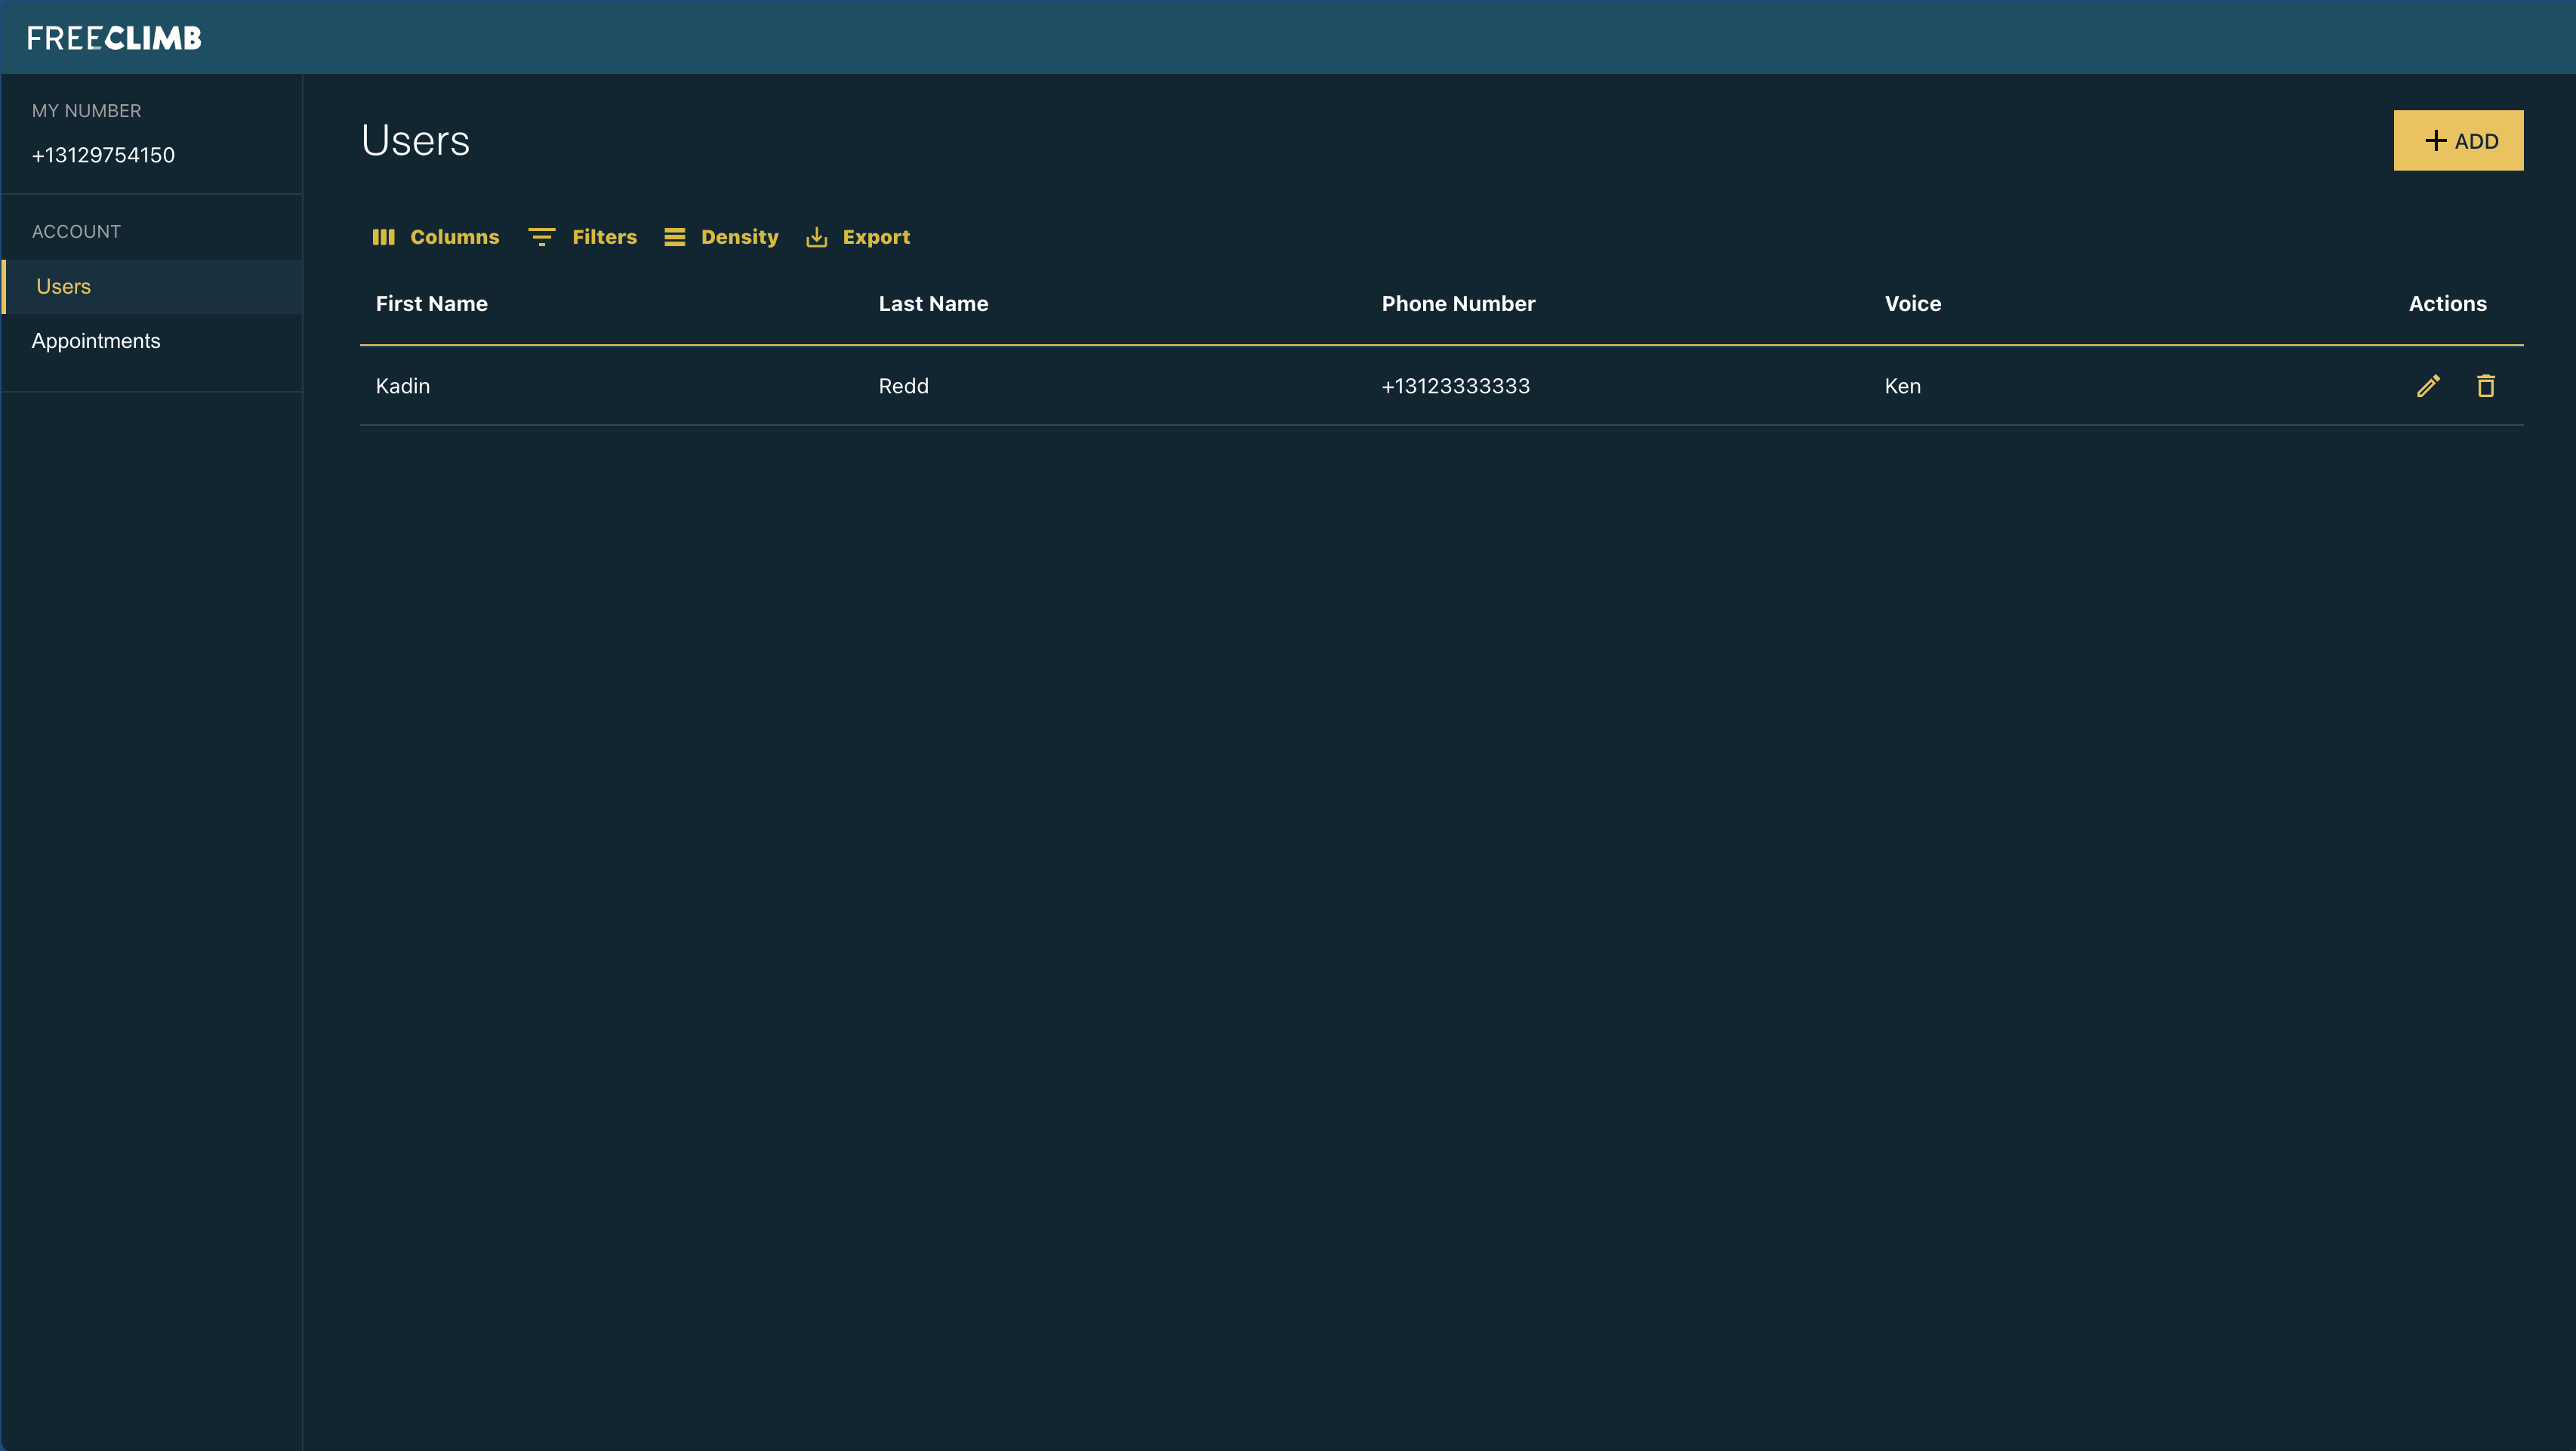 FREECLIMB
MY NUMBER
+13129754150
ACCOUNT
Users
Appointments
Users
ADD
Columns Filters Density Export
First Name Last Name Phone Number Voice Actions
Kadin Redd +13123333333 Ken